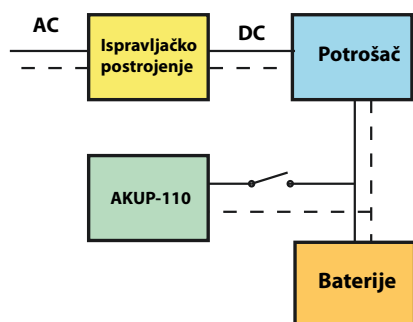 AC
Ispravljačko
postrojenje
DC
Potrošač
AKUP-110
Baterije